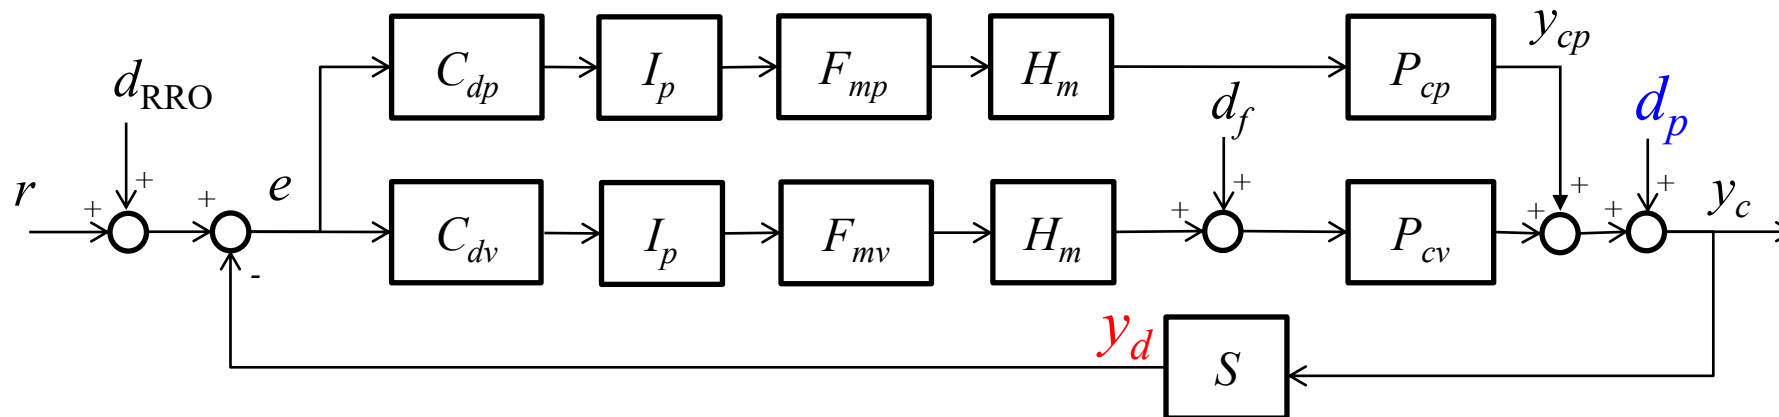 C_dp I_p F_mp H_m P_cp y_cp
d_RRO d_f d_p
r + + + e C_dv I_p F_mv H_m + + P_cv + + + + y_c
-
y_d S